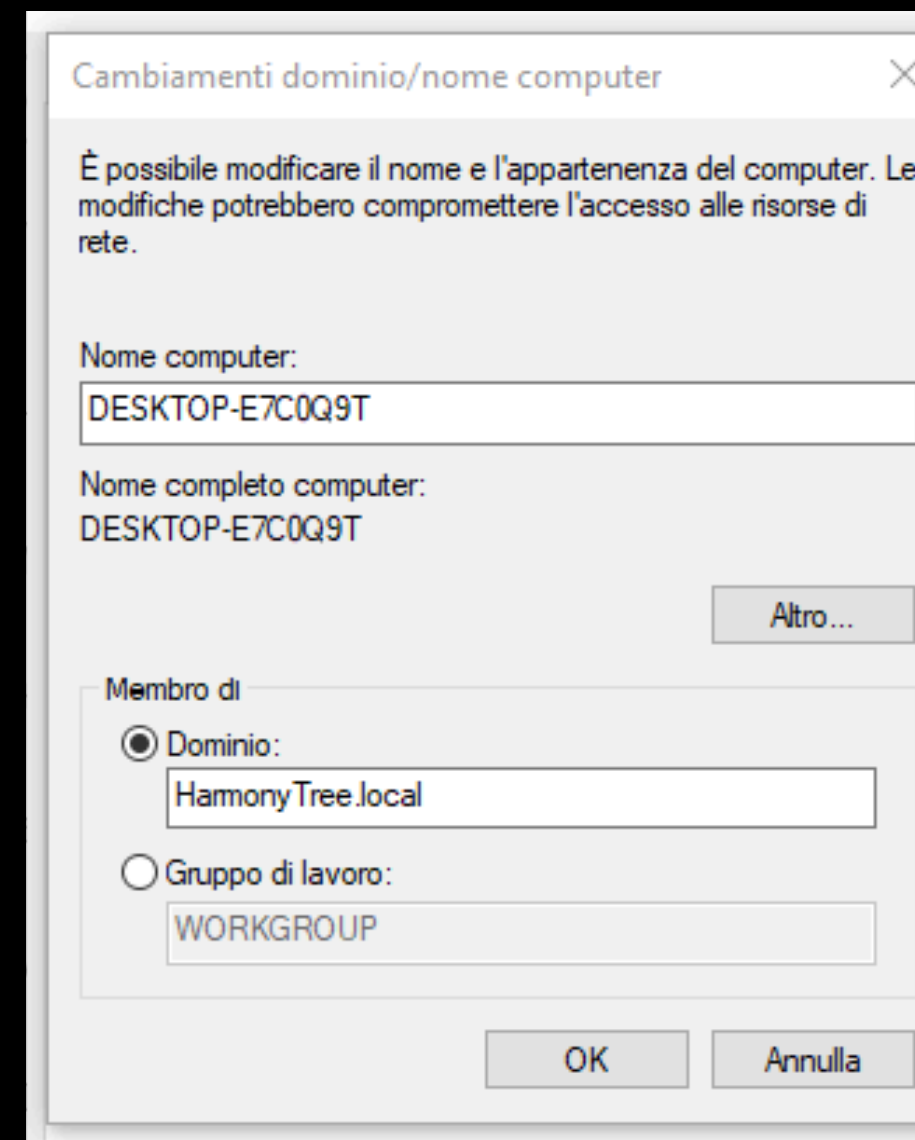 Cambiamenti dominio/nome computer
È possibile modificare il nome e l'appartenenza del computer. Le
modifiche potrebbero compromettere l'accesso alle risorse di
rete.
Nome computer:
DESKTOP-E7C0Q9T
Nome completo computer:
DESKTOP-E7C0Q9T
Altro...
Membro di
Dominio:
HarmonyTree.local
Gruppo di lavoro:
WORKGROUP
OK
Annulla